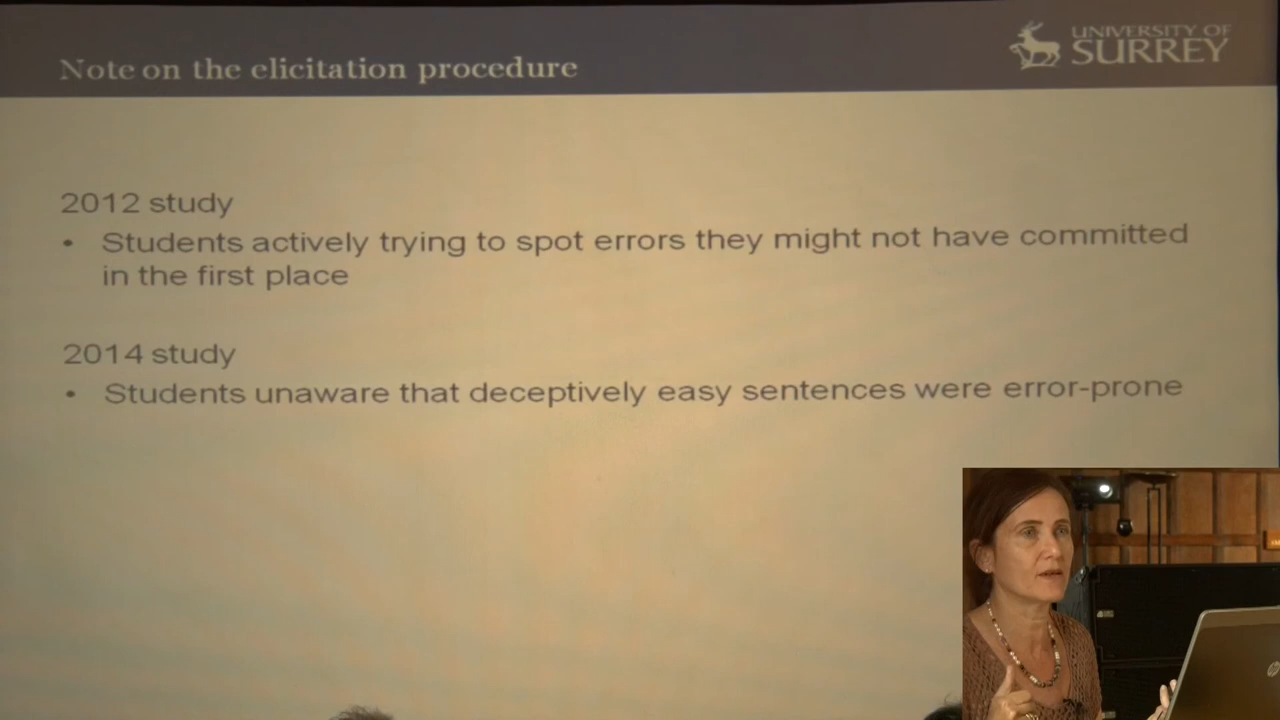 Note on the elicitation procedure
UNIVERSITY OF
SURREY
2012 study
• Students actively trying to spot errors they might not have committed
in the first place
2014 study
• Students unaware that deceptively easy sentences were error-prone